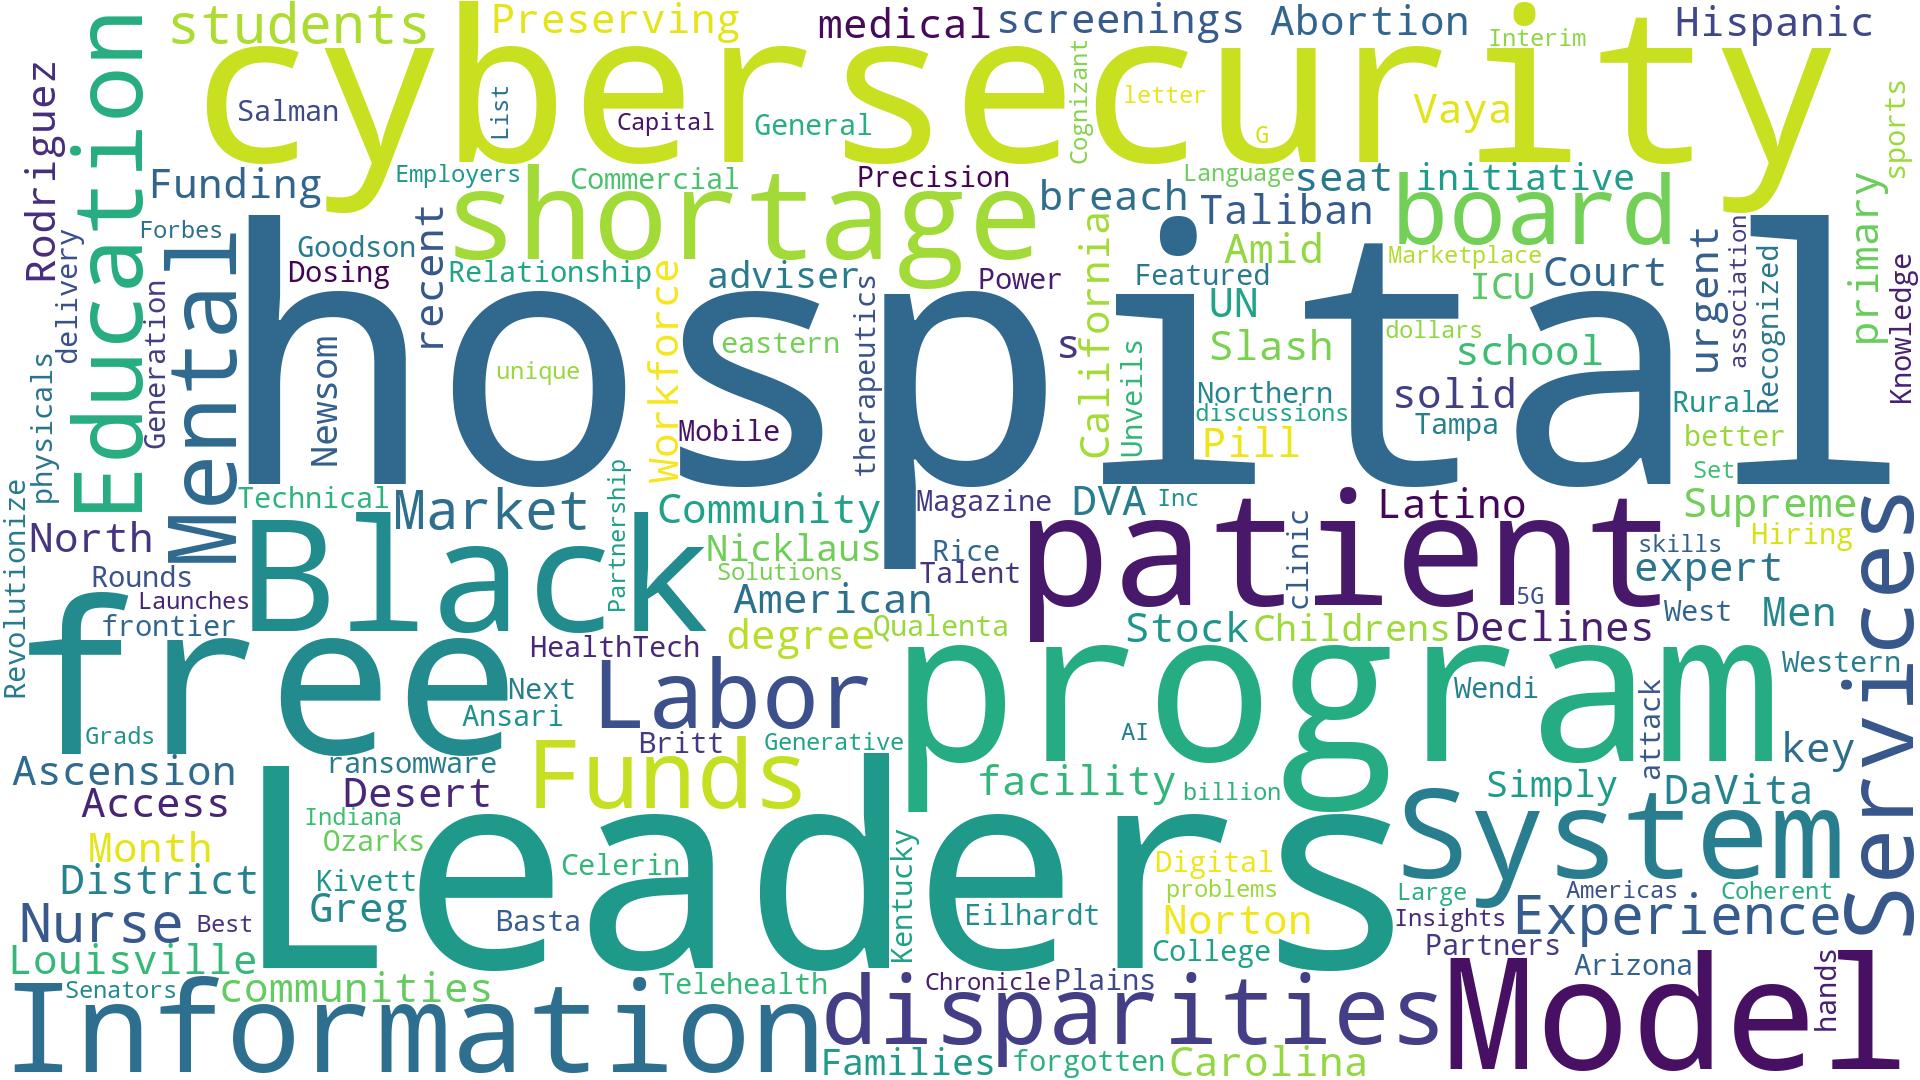 students
Preserving
medical
screenings
Abortion
Interim
Hispanic
cybersecurity
Education
Rodriguez
Salman
List
Capital
General
Cognizant
letter
G
Vaya
sports
Funding
Employers
Commercial
Precision
Language
seat
initiative
shortage
breach
Taliban
board
primary
Forbes
delivery
Mental
Goodson
recent
Dosing
Relationship
adviser
Power
Featured
Amid
Marketplace
ICU
Court
urgent
association
Recognized
Knowledge
hospital
Generation
Newsom
unique
Workforce
eastern
therapeutics
s
California
Unveils
UN
Slash
dollars
school
Northern
discussions
solid
Tampa
Rural
better
Mobile
Pill
Set
physicals
Revolutionize
North
Technical
Market
Partnership
Community
Magazine
DVA
Inc
Latino
Supreme
Hiring
Black
Nicklaus
Rice
Solutions
Talent
patient
clinic
skills
expert
Services
Rounds
Launches
frontier
American
5G
West
Men
free
HealthTech
degree
Qualenta
Stock
Childrens
Declines
Next
Ansari
Labor
program
Wendi
Western
attack
Grads
Britt
Generative
AI
key
Ascension
ransomware
Funds
facility
billion
Simply
DaVita
Access
Desert
System
Indiana
Ozarks
Month
Leaders
Celerin
Kentucky
Digital
District
Kivett
Greg
problems
Large
Americas
Coherent
Nurse
Best
Basta
Eilhardt
Norton
Insights
Experience
Louisville
College
Partners
Arizona
Senators
communities
Telehealth
Chronicle
Plains
Information
disparities
Model
hands
Families
forgotten
Carolina